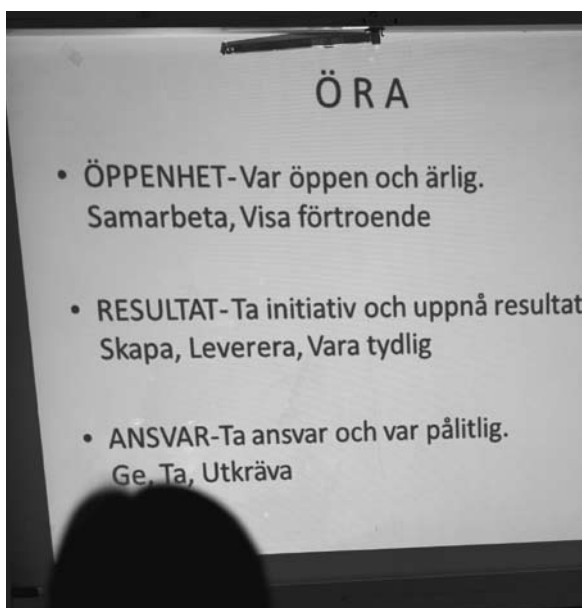 ÖRA
• ÖPPENHET-Var öppen och ärlig.
Samarbeta, Visa förtroende
• RESULTAT-Ta initiativ och uppnå resultat
Skapa, Leverera, Vara tydlig
• ANSVAR-Ta ansvar och var pålitlig.
Ge, Ta, Utkräva